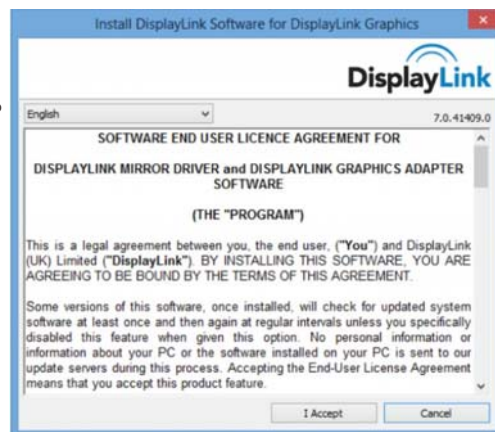 Install DisplayLink Software for DisplayLink Graphics
DisplayLink
English
7.0.41409.0
SOFTWARE END USER LICENCE AGREEMENT FOR
DISPLAYLINK MIRROR DRIVER and DISPLAYLINK GRAPHICS ADAPTER
SOFTWARE
(THE "PROGRAM")
This is a legal agreement between you, the end user, ("You") and DisplayLink
(UK) Limited ("DisplayLink"). BY INSTALLING THIS SOFTWARE, YOU ARE
AGREEING TO BE BOUND BY THE TERMS OF THIS AGREEMENT.
Some versions of this software, once installed, will check for updated system
software at least once and then again at regular intervals unless you specifically
disabled this feature when given this option. No personal information or
information about your PC or the software installed on your PC is sent to our
update servers during this process. Accepting the End-User License Agreement
means that you accept this product feature.
I Accept
Cancel